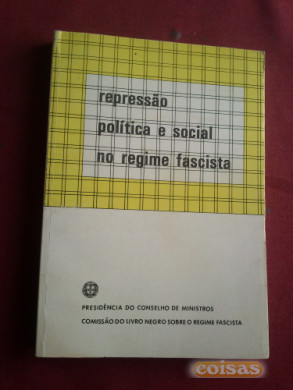 repressão
política e social
no regime fascista
PRESIDÊNCIA DO CONSELHO DE MINISTROS
COMISSÃO DO LIVRO NEGRO SOBRE O REGIME FASCISTA
coisas